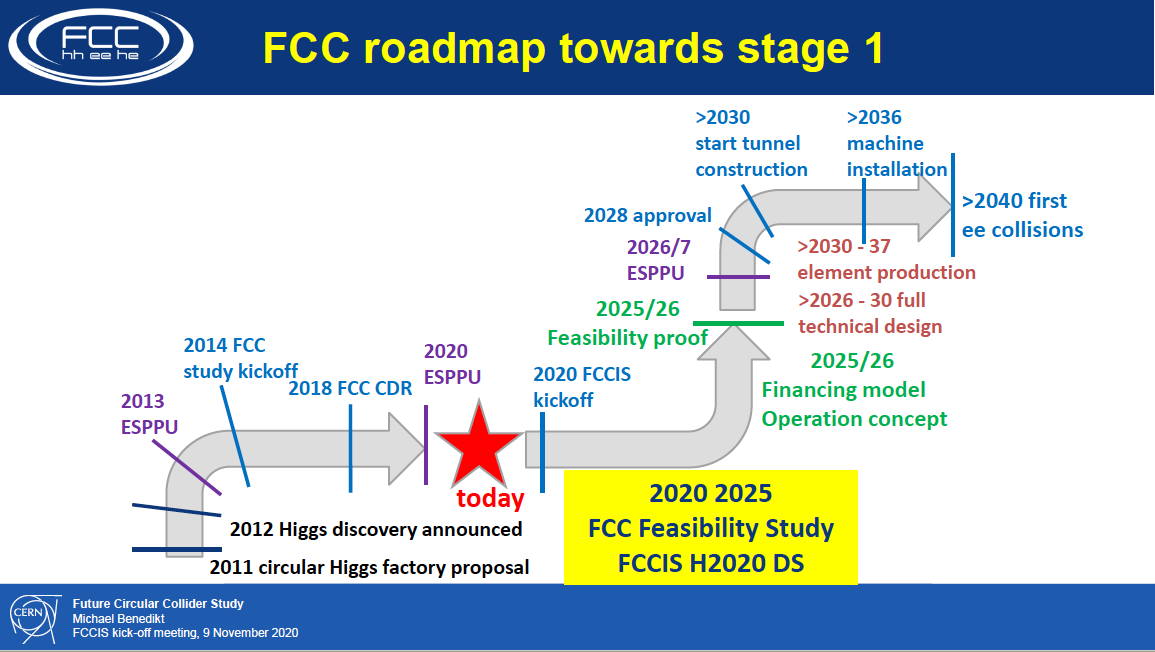 FCC
hh ee he
FCC roadmap towards stage 1
>2030
start tunnel
construction
>2036
machine
installation
>2040 first
ee collisions
2028 approval
2026/7
ESPPU
>2030 - 37
element production
>2026 - 30 full
technical design
2025/26
Feasibility proof
2025/26
Financing model
Operation concept
2014 FCC
study kickoff
2018 FCC CDR
2020
ESPPU
2020 FCCIS
kickoff
2013
ESPPU
today
2012 Higgs discovery announced
2011 circular Higgs factory proposal
2020 2025
FCC Feasibility Study
FCCIS H2020 DS
CERN
Future Circular Collider Study
Michael Benedikt
FCCIS kick-off meeting, 9 November 2020